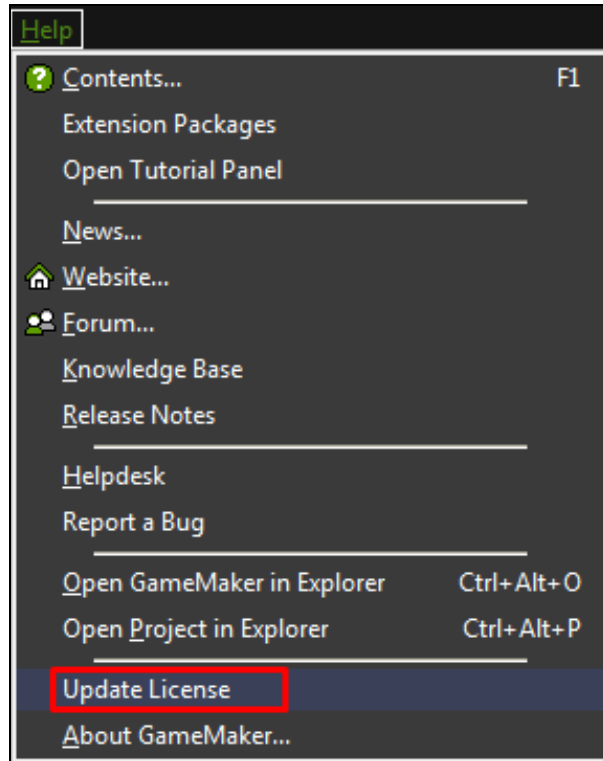 Help
Contents... F1
Extension Packages
Open Tutorial Panel
News...
Website...
Forum...
Knowledge Base
Release Notes
Helpdesk
Report a Bug
Open GameMaker in Explorer Ctrl+Alt+O
Open Project in Explorer Ctrl+Alt+P
Update License
About GameMaker...